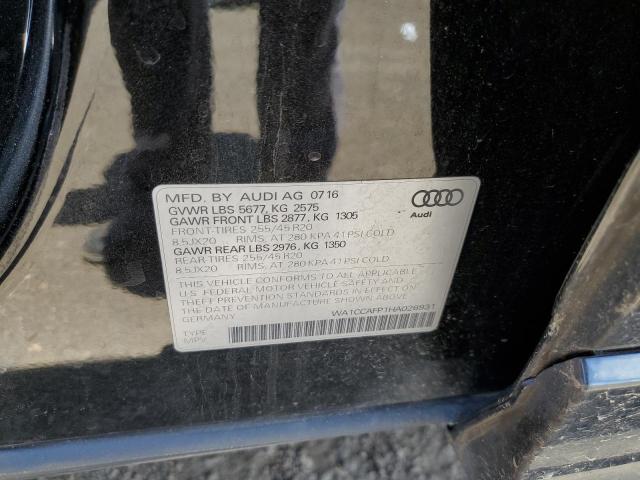 MFD. BY AUDI AG 07 16
GVWR LBS 5677, KG 2575
GAWR FRONT LBS 2877, KG 1305
FRONT-TIRES 255/45 R20
8.5JX20 RIMS, AT 280 KPA 41 PSI COLD
GAWR REAR LBS 2976, KG 1350
REAR-TIRES 255/45 R20
8.5JX20 RIMS, AT 280 KPA 41 PSI COLD
THIS VEHICLE CONFORMS TO ALL APPLICABLE
U.S. FEDERAL MOTOR VEHICLE SAFETY AND
THEFT PREVENTION STANDARDS IN EFFECT ON
THE DATE OF MANUFACTURE SHOWN ABOVE.
GERMANY
Audi
WA1CCAFP1HA026931
TYPE:
MPV